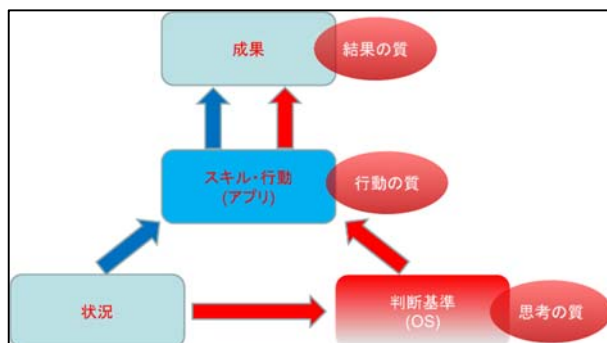 成果
結果の質
スキル・行動
(アプリ)
行動の質
状況
判断基準
(OS)
思考の質